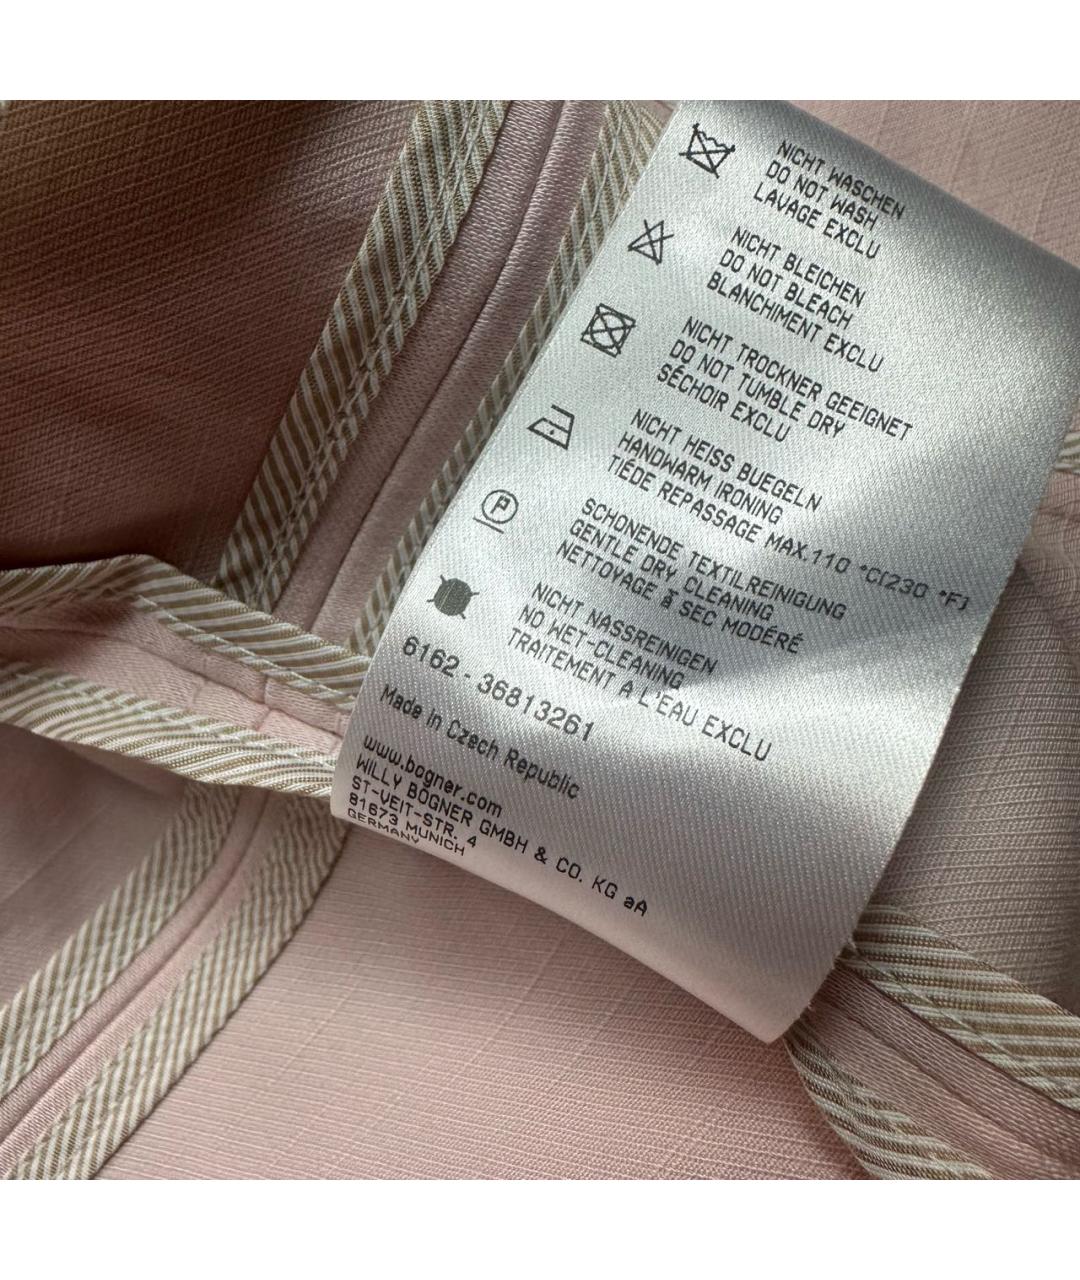 NICHT WASCHEN
DO NOT WASH
LAVAGE EXCLU
NICHT BLEICHEN
DO NOT BLEACH
BLANCHIMENT EXCLU
NICHT TROCKNER GEEIGNET
DO NOT TUMBLE DRY
SÉCHOIR EXCLU
NICHT HEISS BUEGELN
HANDWARM IRONING
TIÉDE REPASSAGE MAX.110 °C[230 °F]
P
SCHONENDE TEXTILREINIGUNG
GENTLE DRY CLEANING
NETTOYAGE à SEC MODÉRÉ
NICHT NASSREINIGEN
NO WET-CLEANING
TRAITEMENT A L'EAU EXCLU
6162 - 36813261
Made in Czech Republic
www.bogner.com
WILLY BOGNER GMBH & CO. KG aA
ST-VEIT-STR. 4
81673 MUNICH
GERMANY